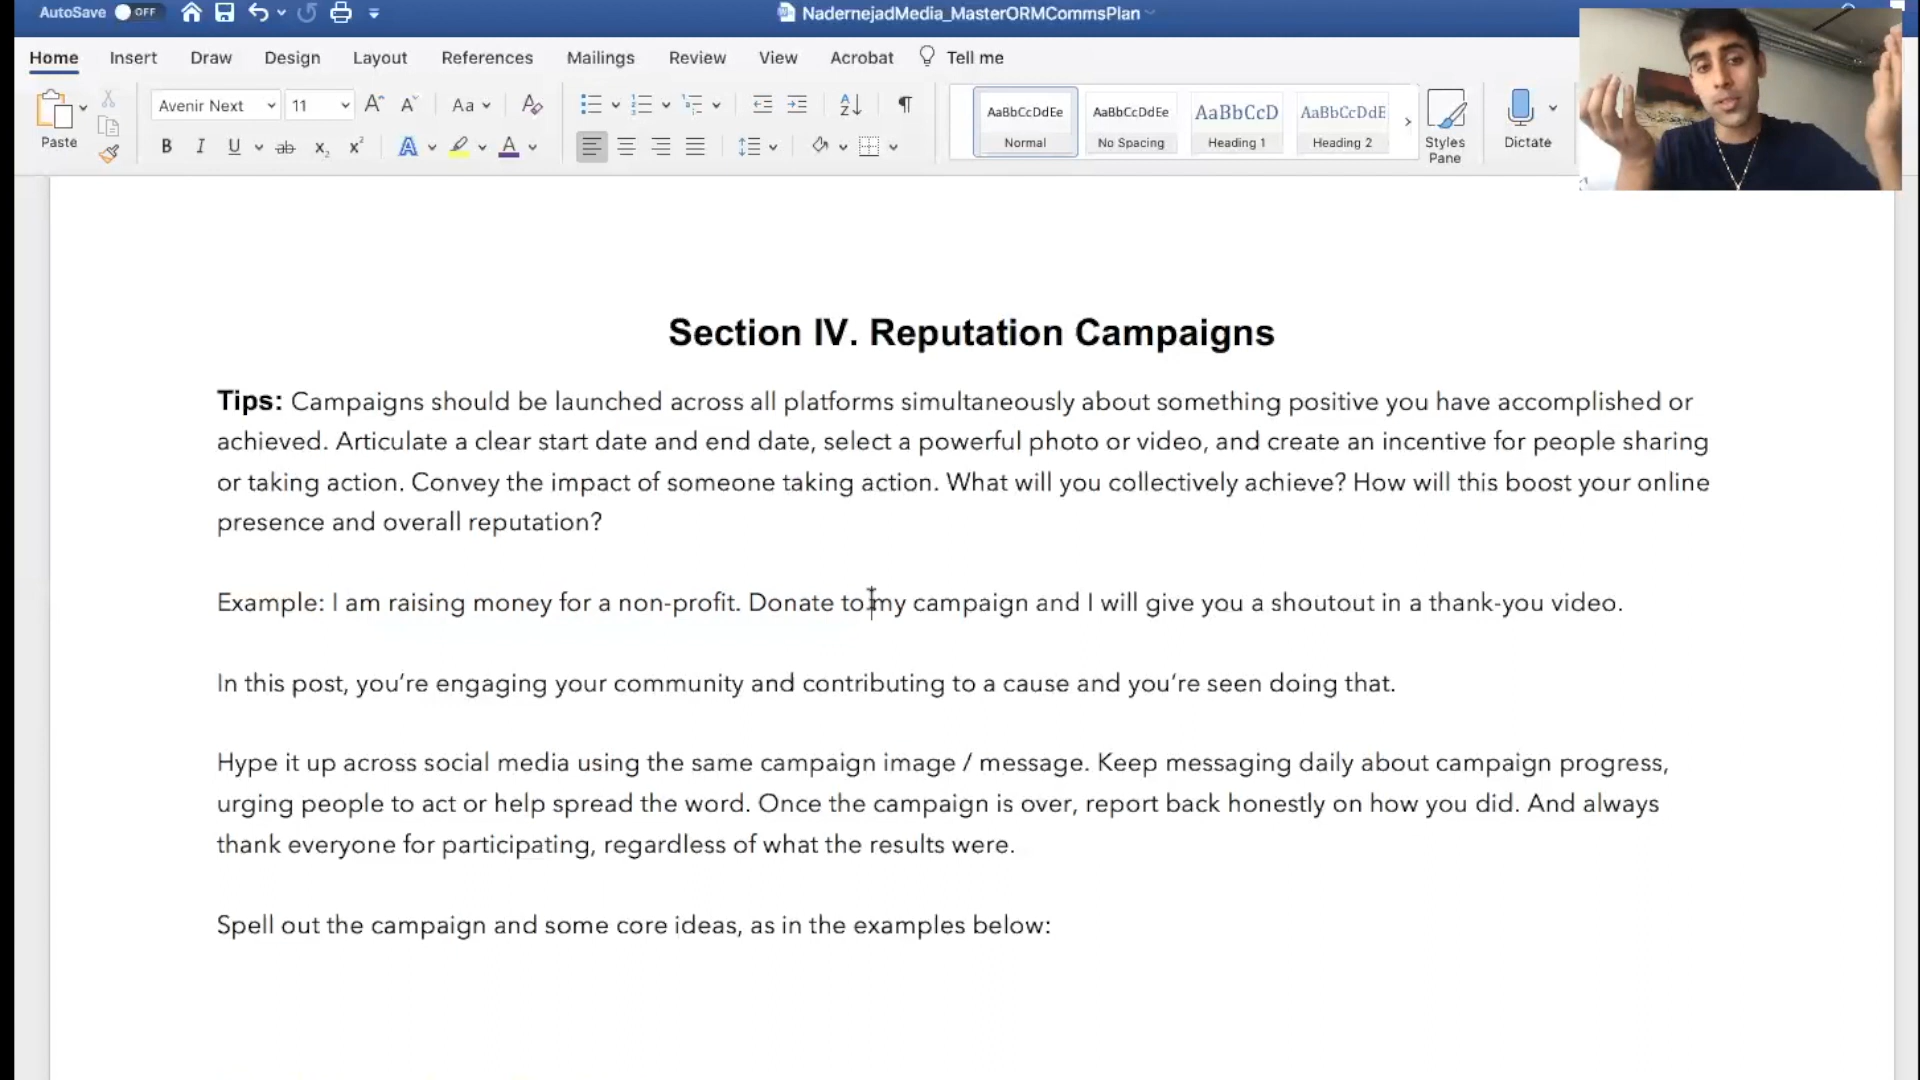 AutoSave OFF NadernejadMedia_MasterORMCommsPlan
Home Insert Draw Design Layout References Mailings Review View Acrobat Tell me
Paste Avenir Next 11 Aa AaBbCcDdEe AaBbCcDdEe AaBbCcD AaBbCcDdE
B I U ab x₂ x² A A Normal No Spacing Heading 1 Heading 2 Styles Pane Dictate
Section IV. Reputation Campaigns
Tips: Campaigns should be launched across all platforms simultaneously about something positive you have accomplished or
achieved. Articulate a clear start date and end date, select a powerful photo or video, and create an incentive for people sharing
or taking action. Convey the impact of someone taking action. What will you collectively achieve? How will this boost your online
presence and overall reputation?
Example: I am raising money for a non-profit. Donate to my campaign and I will give you a shoutout in a thank-you video.
In this post, you’re engaging your community and contributing to a cause and you’re seen doing that.
Hype it up across social media using the same campaign image / message. Keep messaging daily about campaign progress,
urging people to act or help spread the word. Once the campaign is over, report back honestly on how you did. And always
thank everyone for participating, regardless of what the results were.
Spell out the campaign and some core ideas, as in the examples below: